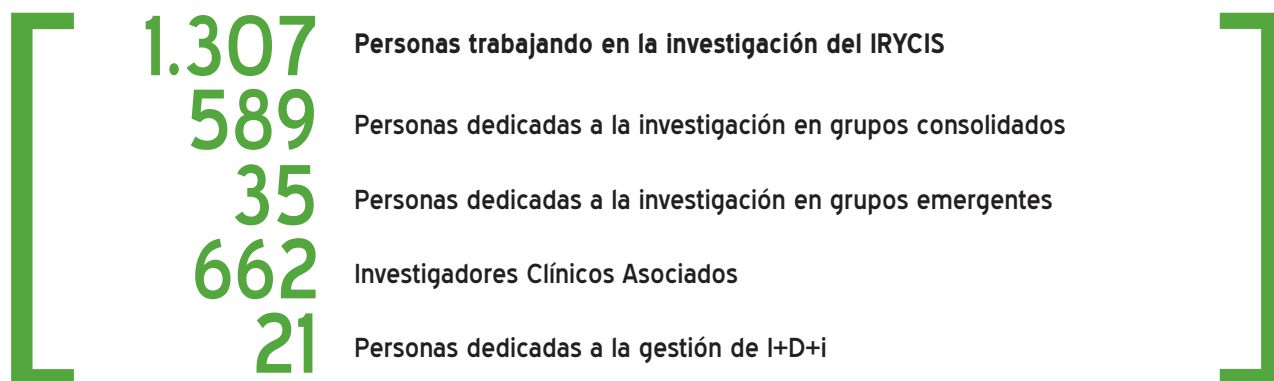 1.307 Personas trabajando en la investigación del IRYCIS
589 Personas dedicadas a la investigación en grupos consolidados
35 Personas dedicadas a la investigación en grupos emergentes
662 Investigadores Clínicos Asociados
21 Personas dedicadas a la gestión de I+D+i